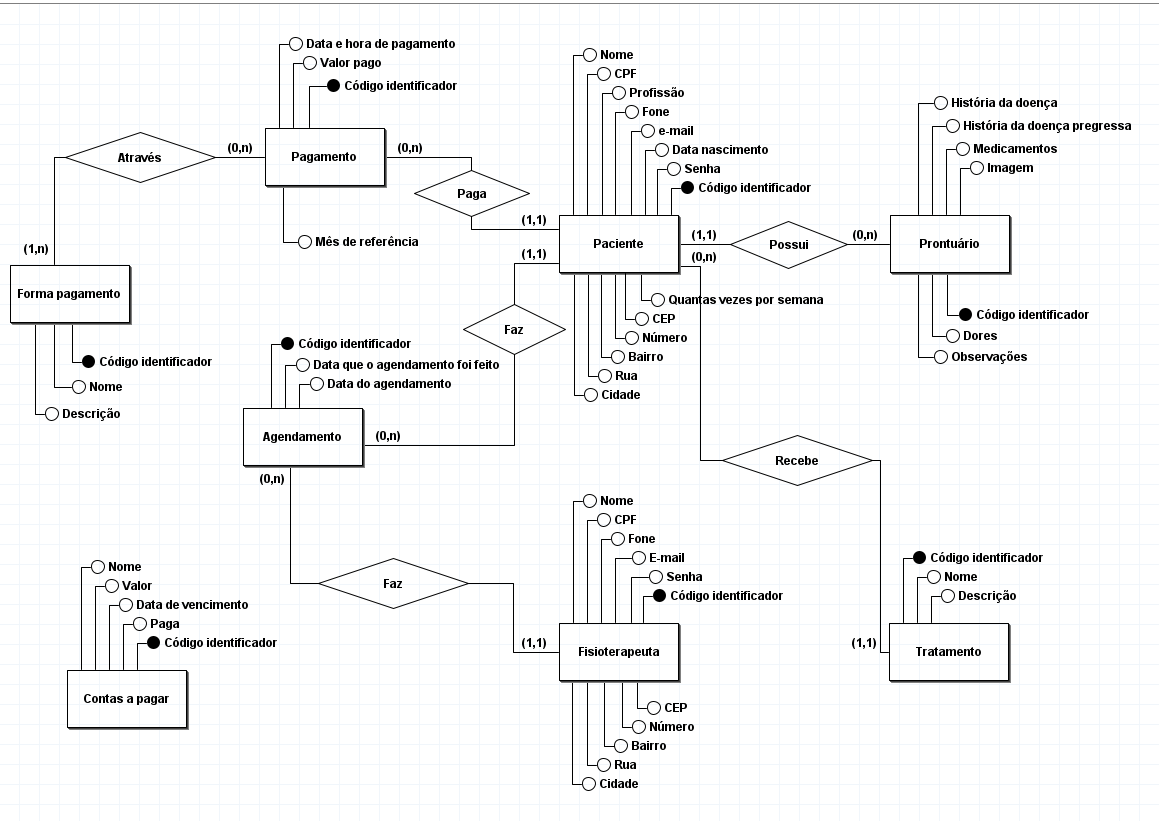 Data e hora de pagamento
Valor pago
Código identificador
Através
(0,n)
Pagamento
(0,n)
Paga
(1,1)
Mês de referência
(1,n)
Forma pagamento
Código identificador
Nome
Descrição
Nome
CPF
Profissão
Fone
e-mail
Data nascimento
Senha
Código identificador
Paciente
(1,1)
(1,1)
Possui
(0,n)
(0,n)
Quantas vezes por semana
CEP
Número
Bairro
Rua
Cidade
História da doença
História da doença pregressa
Medicamentos
Imagem
Prontuário
Código identificador
Dores
Observações
Faz
Código identificador
Data que o agendamento foi feito
Data do agendamento
Agendamento
(0,n)
(0,n)
Recebe
Faz
(1,1)
Nome
CPF
Fone
E-mail
Senha
Código identificador
Fisioterapeuta
CEP
Número
Bairro
Rua
Cidade
Código identificador
Nome
Descrição
(1,1)
Tratamento
Nome
Valor
Data de vencimento
Paga
Código identificador
Contas a pagar